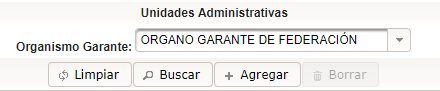 Unidades Administrativas
Organismo Garante: ORGANO GARANTE DE FEDERACIÓN
Limpiar Buscar Agregar Borrar